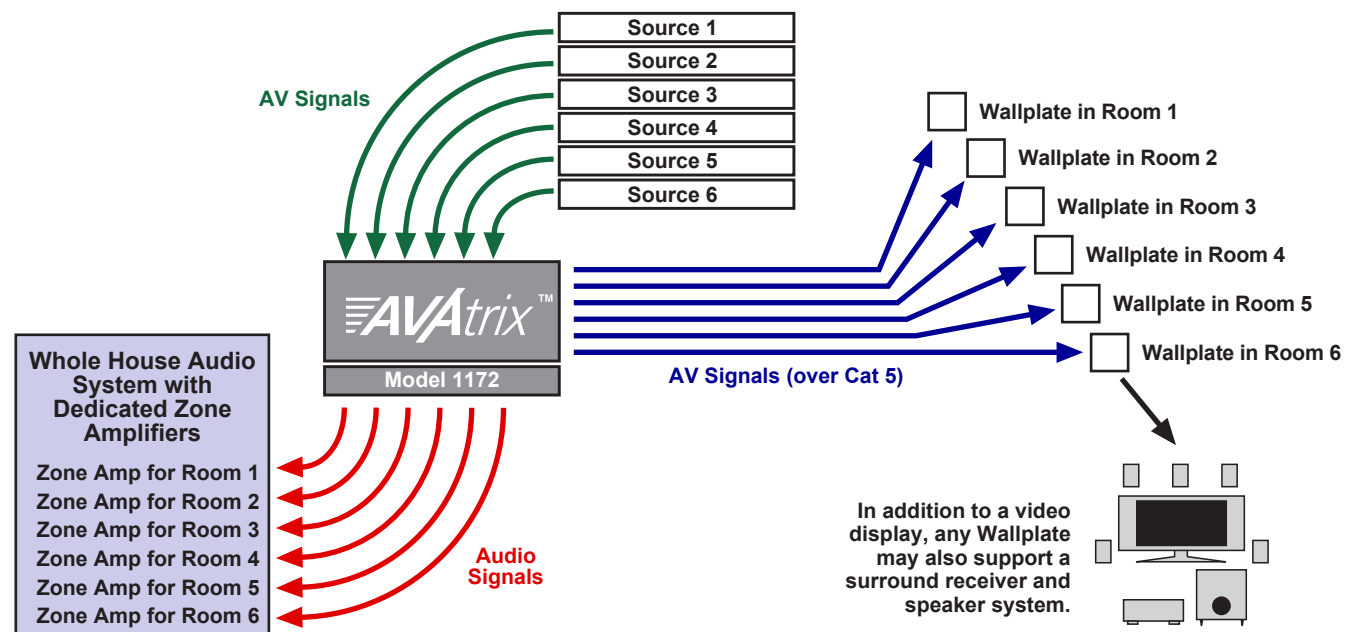 Source 1
Source 2
Source 3
Source 4
Source 5
Source 6
AV Signals
Wallplate in Room 1
Wallplate in Room 2
Wallplate in Room 3
Wallplate in Room 4
Wallplate in Room 5
Wallplate in Room 6
AVAtrix™
Model 1172
AV Signals (over Cat 5)
Whole House Audio
System with
Dedicated Zone
Amplifiers
Zone Amp for Room 1
Zone Amp for Room 2
Zone Amp for Room 3
Zone Amp for Room 4
Zone Amp for Room 5
Zone Amp for Room 6
Audio
Signals
In addition to a video
display, any Wallplate
may also support a
surround receiver and
speaker system.